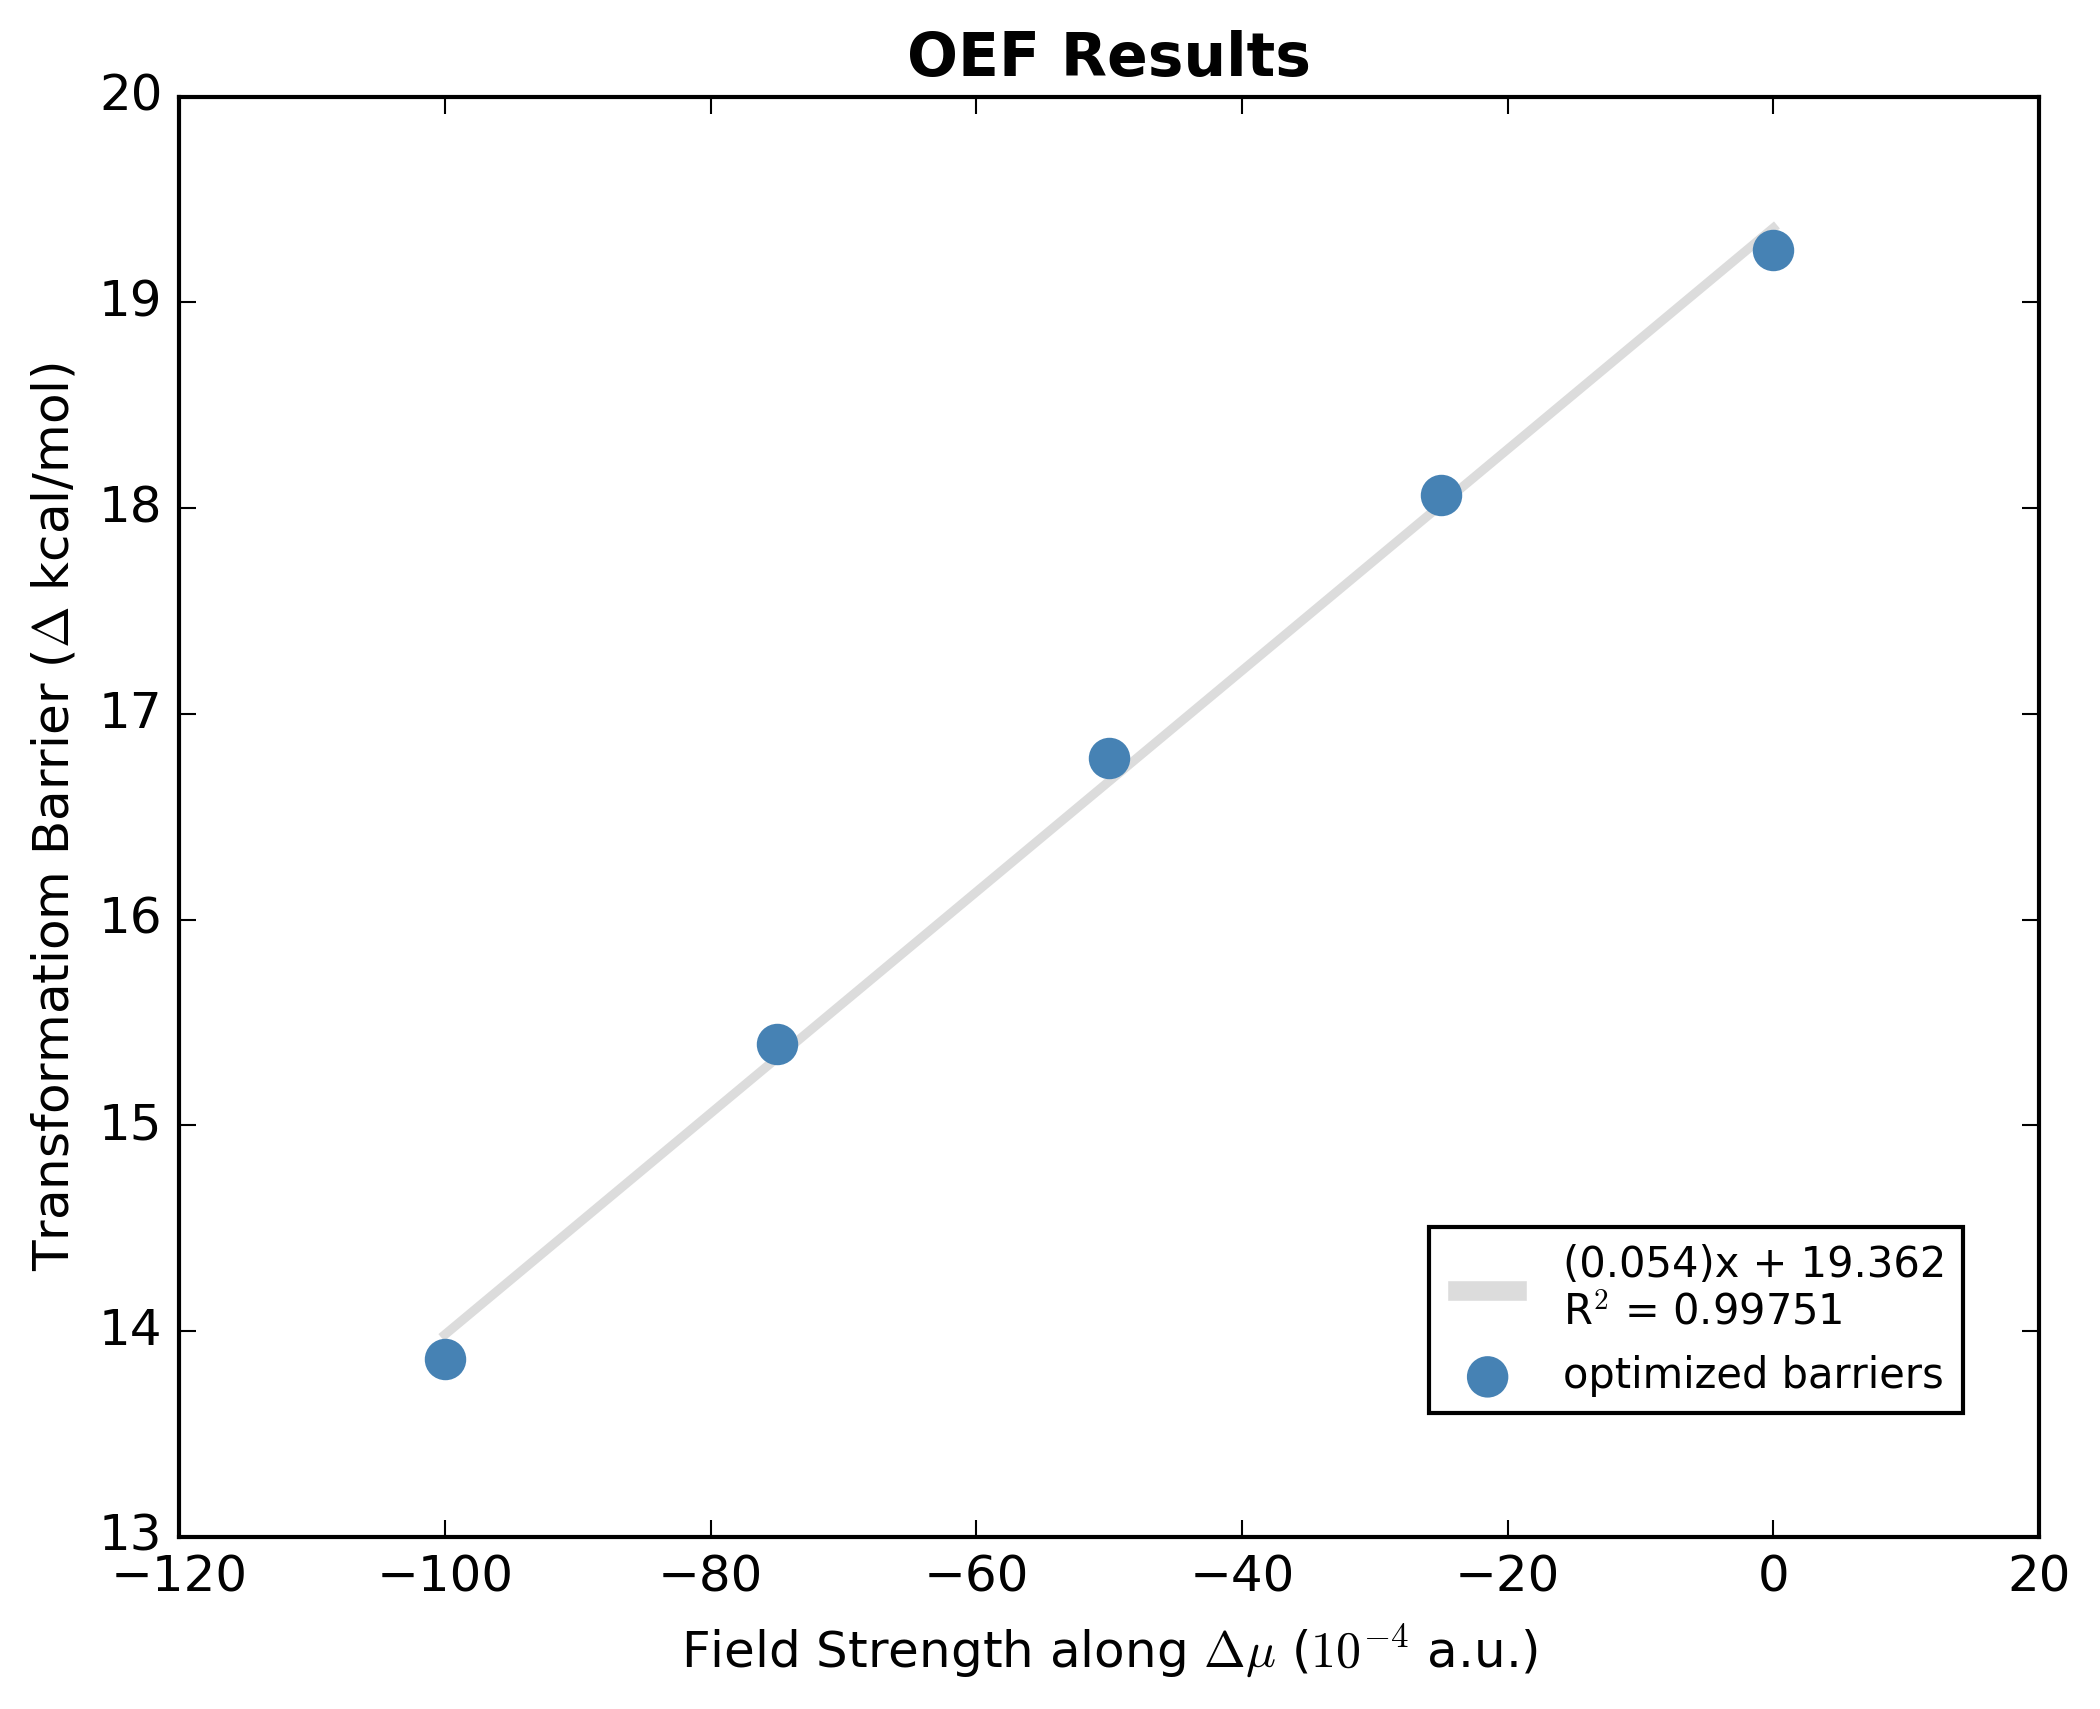 OEF Results
20
19
18
17
16
15
14
13
Transformation Barrier (Δ kcal/mol)
(0.054)x + 19.362
R² = 0.99751
optimized barriers
−120 −100 −80 −60 −40 −20 0 20
Field Strength along Δμ (10⁻⁴ a.u.)